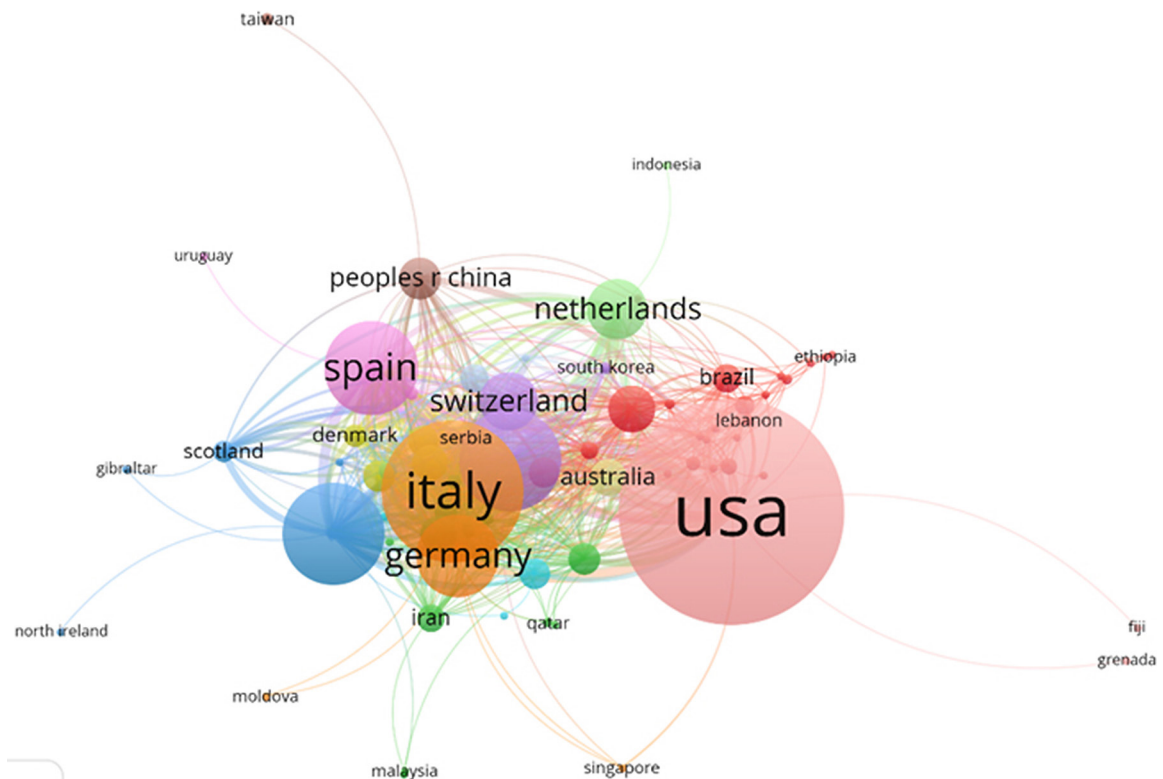 taiwan
indonesia
uruguay
peoples r china
netherlands
ethiopia
spain
south korea
brazil
switzerland
lebanon
denmark
serbia
scotland
gibraltar
australia
italy
usa
germany
iran
qatar
fiji
north ireland
grenada
moldova
singapore
malaysia